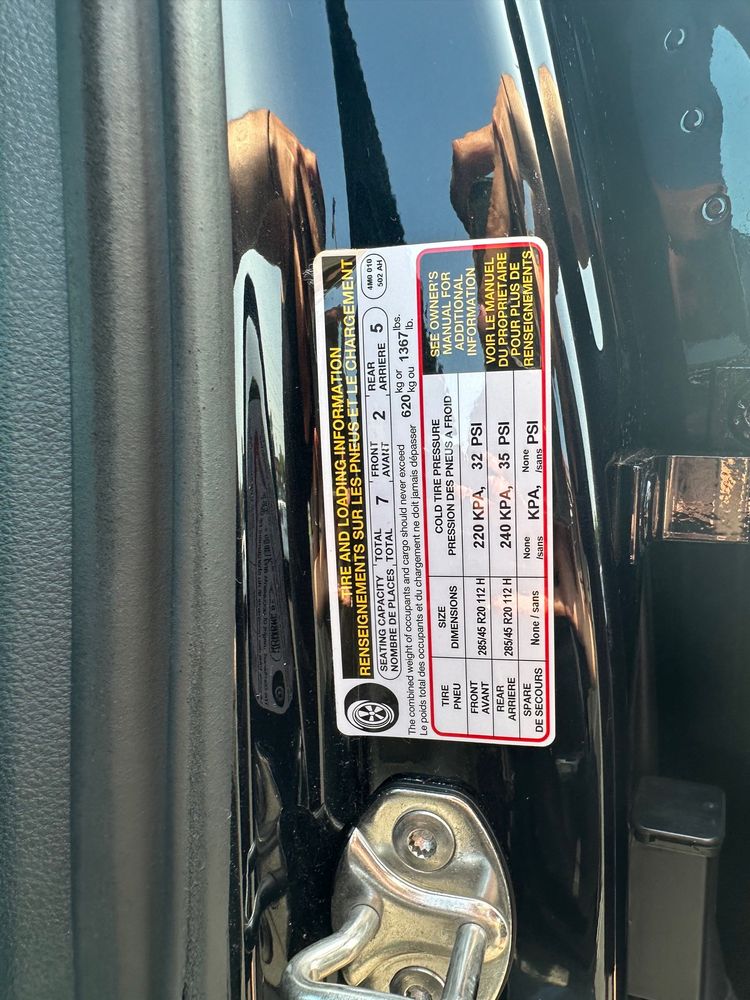 TIRE AND LOADING INFORMATION
RENSEIGNEMENTS SUR LES PNEUS ET LE CHARGEMENT
4M0 010
502 AH
SEATING CAPACITY TOTAL 7 FRONT 2 REAR 5
NOMBRE DE PLACES TOTAL AVANT ARRIERE
The combined weight of occupants and cargo should never exceed 620 kg or 1367 lbs.
Le poids total des occupants et du chargement ne doit jamais dépasser kg ou lb.
TIRE
PNEU
SIZE
DIMENSIONS
COLD TIRE PRESSURE
PRESSION DES PNEUS A FROID
SEE OWNER'S
MANUAL FOR
ADDITIONAL
INFORMATION
FRONT
AVANT
285/45 R20 112 H
220 KPA, 32 PSI
REAR
ARRIERE
285/45 R20 112 H
240 KPA, 35 PSI
VOIR LE MANUEL
DU PROPRIETAIRE
POUR PLUS DE
RENSEIGNEMENTS
SPARE
DE SECOURS
None / sans
None
/sans KPA,
None
/sans PSI